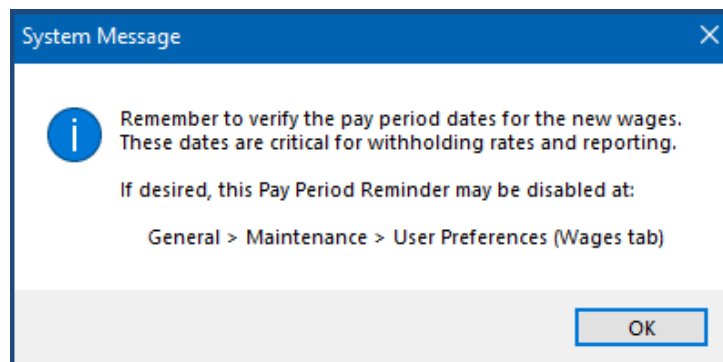 System Message
Remember to verify the pay period dates for the new wages.
These dates are critical for withholding rates and reporting.
If desired, this Pay Period Reminder may be disabled at:
General > Maintenance > User Preferences (Wages tab)
OK